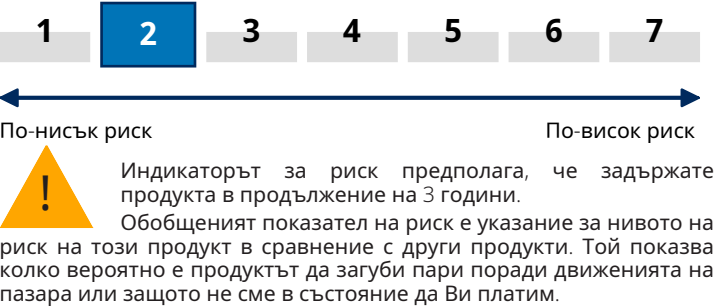 1 2 3 4 5 6 7
По-нисък риск По-висок риск
!
Индикаторът за риск предполага, че задържате
продукта в продължение на 3 години.
Обобщеният показател на риск е указание за нивото на
риск на този продукт в сравнение с други продукти. Той показва
колко вероятно е продуктът да загуби пари поради движенията на
пазара или защото не сме в състояние да Ви платим.